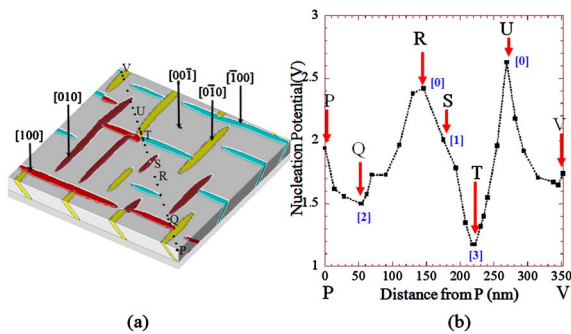 V
[001̄]
[1̄00]
[010]
[01̄0]
U
T
[100]
S
R
Q
P
(a)
Nucleation Potential(V)
3
2.5
2
1.5
1
P
Q
R
[0]
S
[1]
T
U
[0]
V
[2]
[3]
0 50 100 150 200 250 300 350
P Distance from P (nm) V
(b)